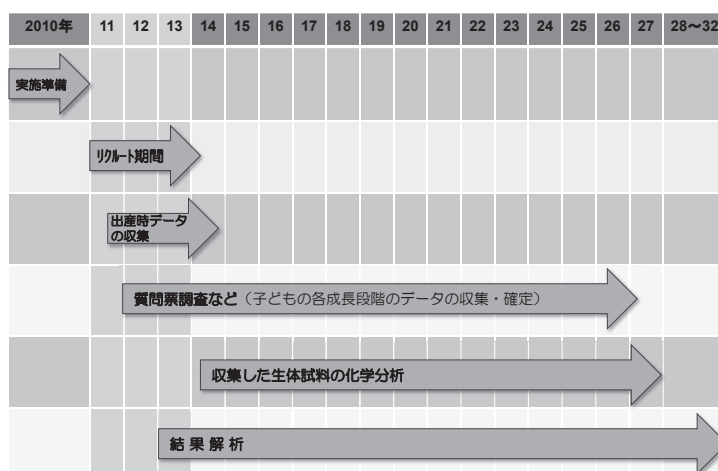 2010年 11 12 13 14 15 16 17 18 19 20 21 22 23 24 25 26 27 28〜32
実施準備
リクルート期間
出産時データ
の収集
質問票調査など（子どもの各成長段階のデータの収集・確定）
収集した生体試料の化学分析
結果解析